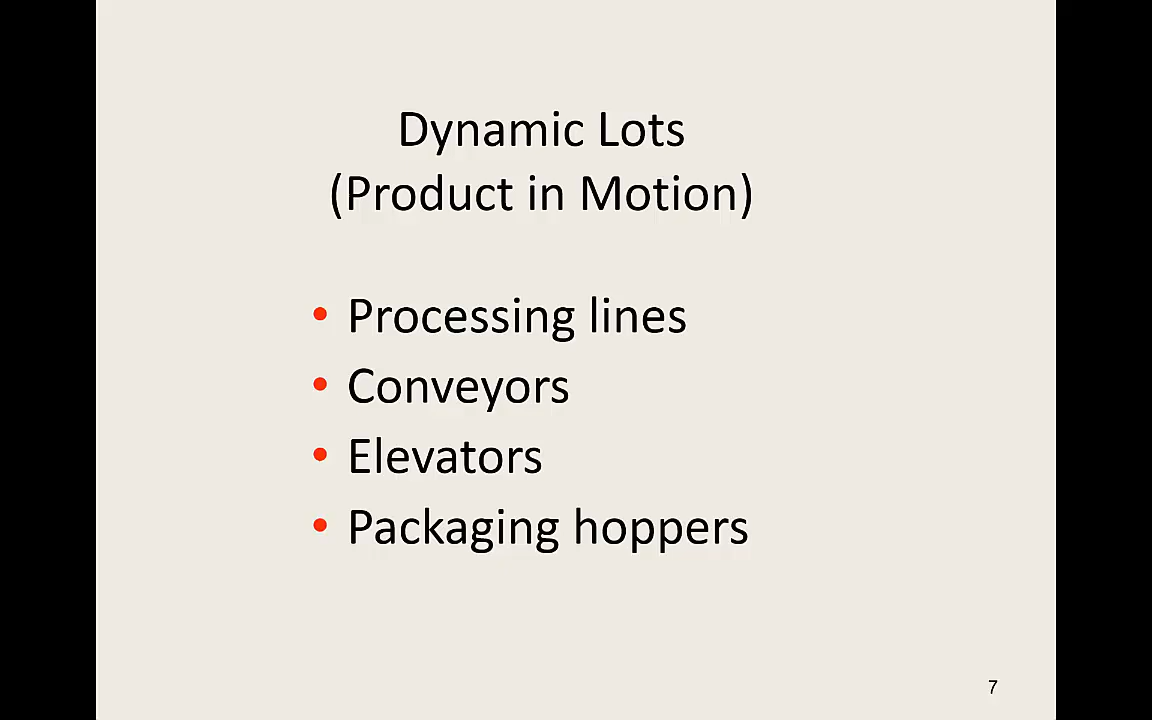 Dynamic Lots
(Product in Motion)
• Processing lines
• Conveyors
• Elevators
• Packaging hoppers
7